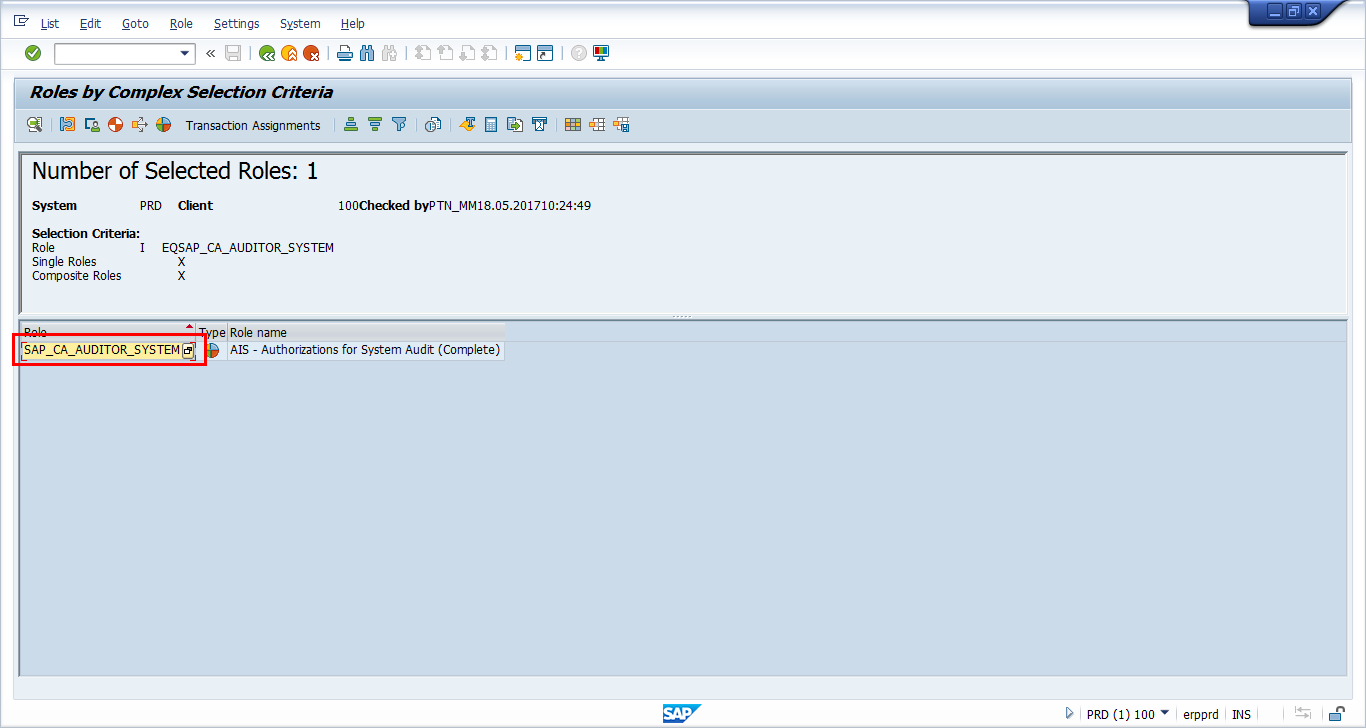 List Edit Goto Role Settings System Help
Roles by Complex Selection Criteria
Transaction Assignments
Number of Selected Roles: 1
System PRD Client 100Checked byPTN_MM18.05.201710:24:49
Selection Criteria:
Role I EQSAP_CA_AUDITOR_SYSTEM
Single Roles X
Composite Roles X
Role Type Role name
SAP_CA_AUDITOR_SYSTEM AIS - Authorizations for System Audit (Complete)
SAP PRD (1) 100 erpprd INS